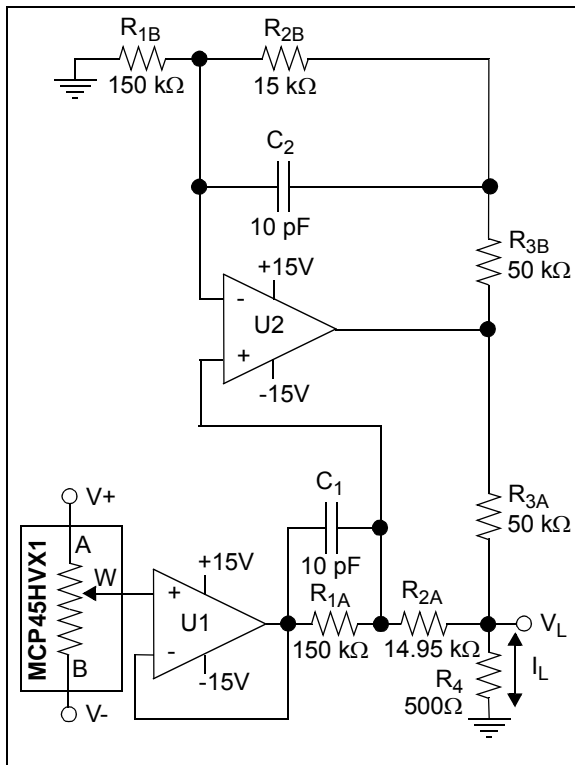 R1B
150 kΩ
R2B
15 kΩ
C2
10 pF
R3B
50 kΩ
+15V
-
U2
+
-15V
R3A
50 kΩ
C1
10 pF
V+
A
MCP45HVX1
W
B
V-
+15V
+
U1
-
-15V
R1A
150 kΩ
R2A
14.95 kΩ
VL
R4
500Ω
IL